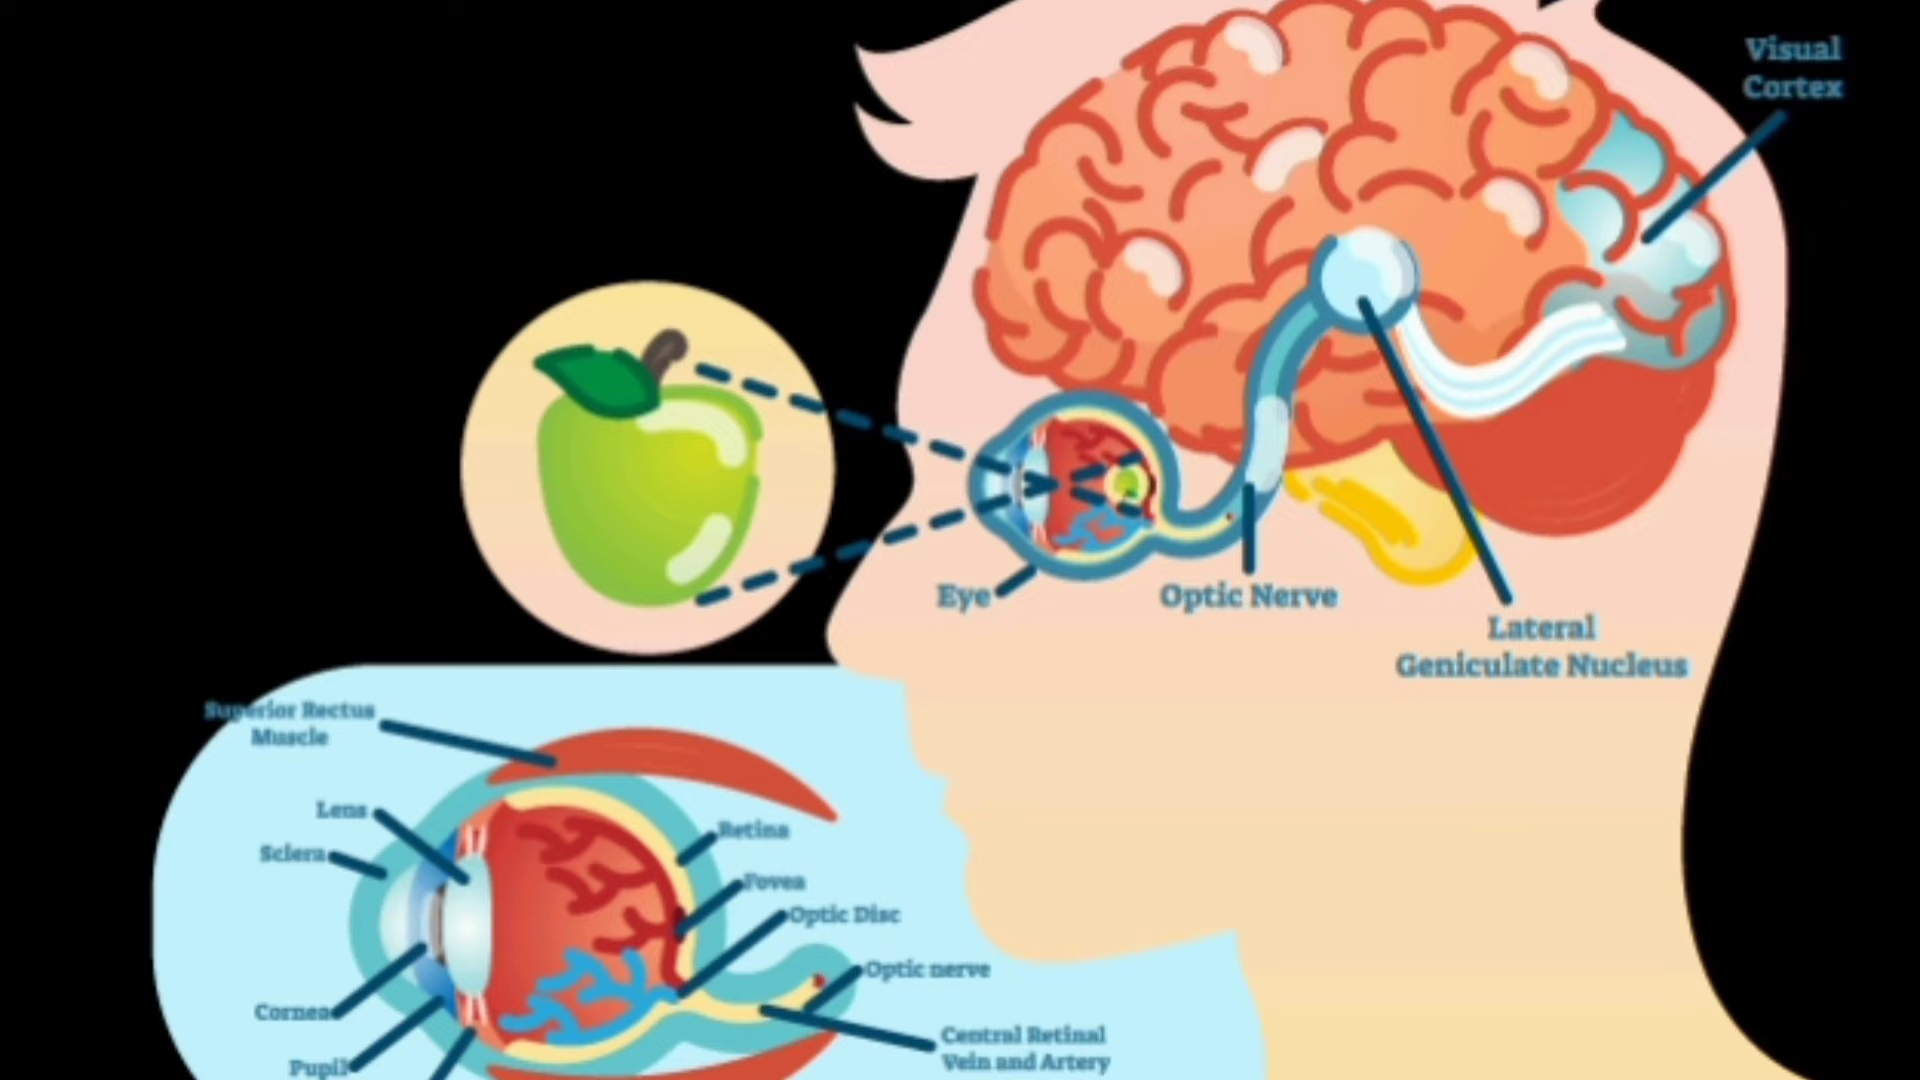 Visual
Cortex
Eye
Optic Nerve
Lateral
Geniculate Nucleus
Superior Rectus
Muscle
Lens
Sclera
Retina
Fovea
Optic Disc
Optic nerve
Cornea
Pupil
Central Retinal
Vein and Artery